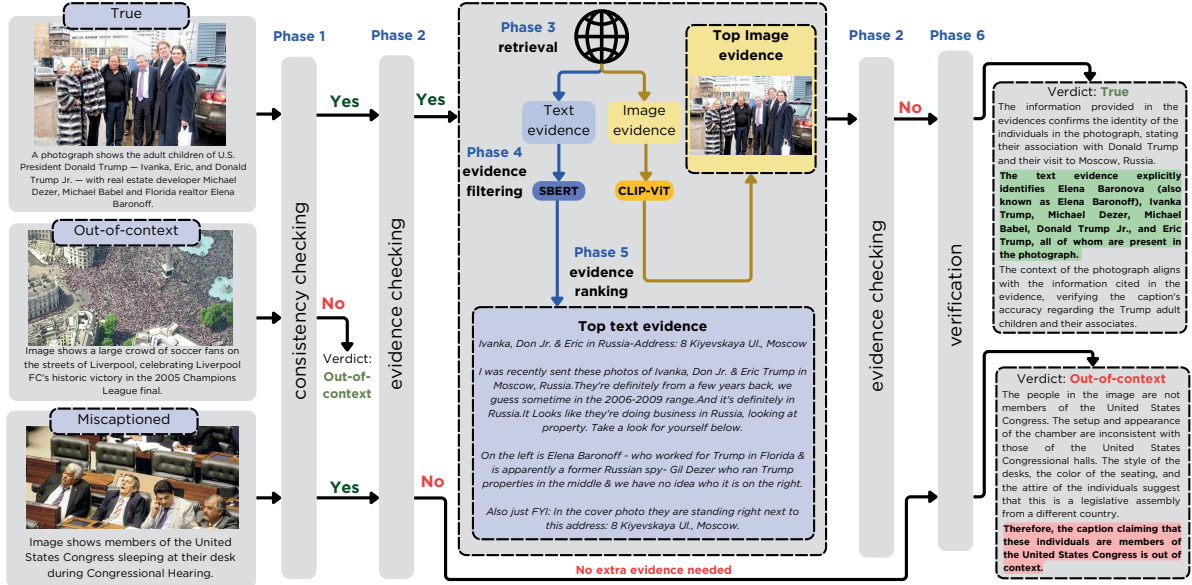 True
A photograph shows the adult children of U.S.
President Donald Trump — Ivanka, Eric, and Donald
Trump Jr. — with real estate developer Michael
Dezer, Michael Babel and Florida realtor Elena
Baronoff.
Out-of-context
Image shows a large crowd of soccer fans on
the streets of Liverpool, celebrating Liverpool
FC's historic victory in the 2005 Champions
League final.
Miscaptioned
Image shows members of the United
States Congress sleeping at their desk
during Congressional Hearing.
Phase 1
consistency checking
Yes
No
Verdict:
Out-of-
context
Yes
Phase 2
evidence checking
Yes
No
No extra evidence needed
Phase 3
retrieval
Text
evidence
Image
evidence
Phase 4
evidence
filtering
SBERT
CLIP-ViT
Phase 5
evidence
ranking
Top Image
evidence
Top text evidence
Ivanka, Don Jr. & Eric in Russia-Address: 8 Kiyevskaya Ul., Moscow
I was recently sent these photos of Ivanka, Don Jr. & Eric Trump in
Moscow, Russia.They're definitely from a few years back, we
guess sometime in the 2006-2009 range.And it's definitely in
Russia.It Looks like they're doing business in Russia, looking at
property. Take a look for yourself below.
On the left is Elena Baronoff - who worked for Trump in Florida &
is apparently a former Russian spy- Gil Dezer who ran Trump
properties in the middle & we have no idea who it is on the right.
Also just FYI: In the cover photo they are standing right next to
this address: 8 Kiyevskaya Ul., Moscow.
Phase 2
evidence checking
No
Phase 6
verification
Verdict: True
The information provided in the
evidences confirms the identity of the
individuals in the photograph, stating
their association with Donald Trump
and their visit to Moscow, Russia.
The text evidence explicitly
identifies Elena Baronova (also
known as Elena Baronoff), Ivanka
Trump, Michael Dezer, Michael
Babel, Donald Trump Jr., and Eric
Trump, all of whom are present in
the photograph.
The context of the photograph aligns
with the information cited in the
evidence, verifying the caption's
accuracy regarding the Trump adult
children and their associates.
Verdict: Out-of-context
The people in the image are not
members of the United States
Congress. The setup and appearance
of the chamber are inconsistent with
those of the United States
Congressional halls. The style of the
desks, the color of the seating, and
the attire of the individuals suggest
that this is a legislative assembly
from a different country.
Therefore, the caption claiming that
these individuals are members of
the United States Congress is out of
context.